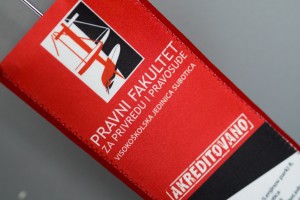 PRAVNI FAKULTET
ZA PRIVREDU I PRAVOSUĐE
VISOKOŠKOLSKA JEDINICA SUBOTICA
AKREDITOVANO